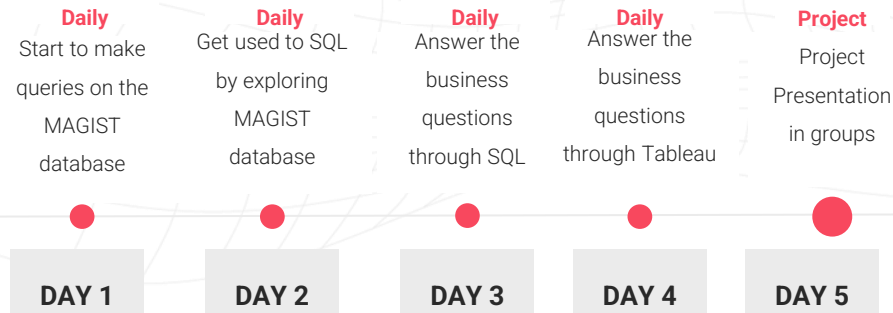 Daily
Start to make
queries on the
MAGIST
database
Daily
Get used to SQL
by exploring
MAGIST
database
Daily
Answer the
business
questions
through SQL
Daily
Answer the
business
questions
through Tableau
Project
Project
Presentation
in groups
DAY 1
DAY 2
DAY 3
DAY 4
DAY 5